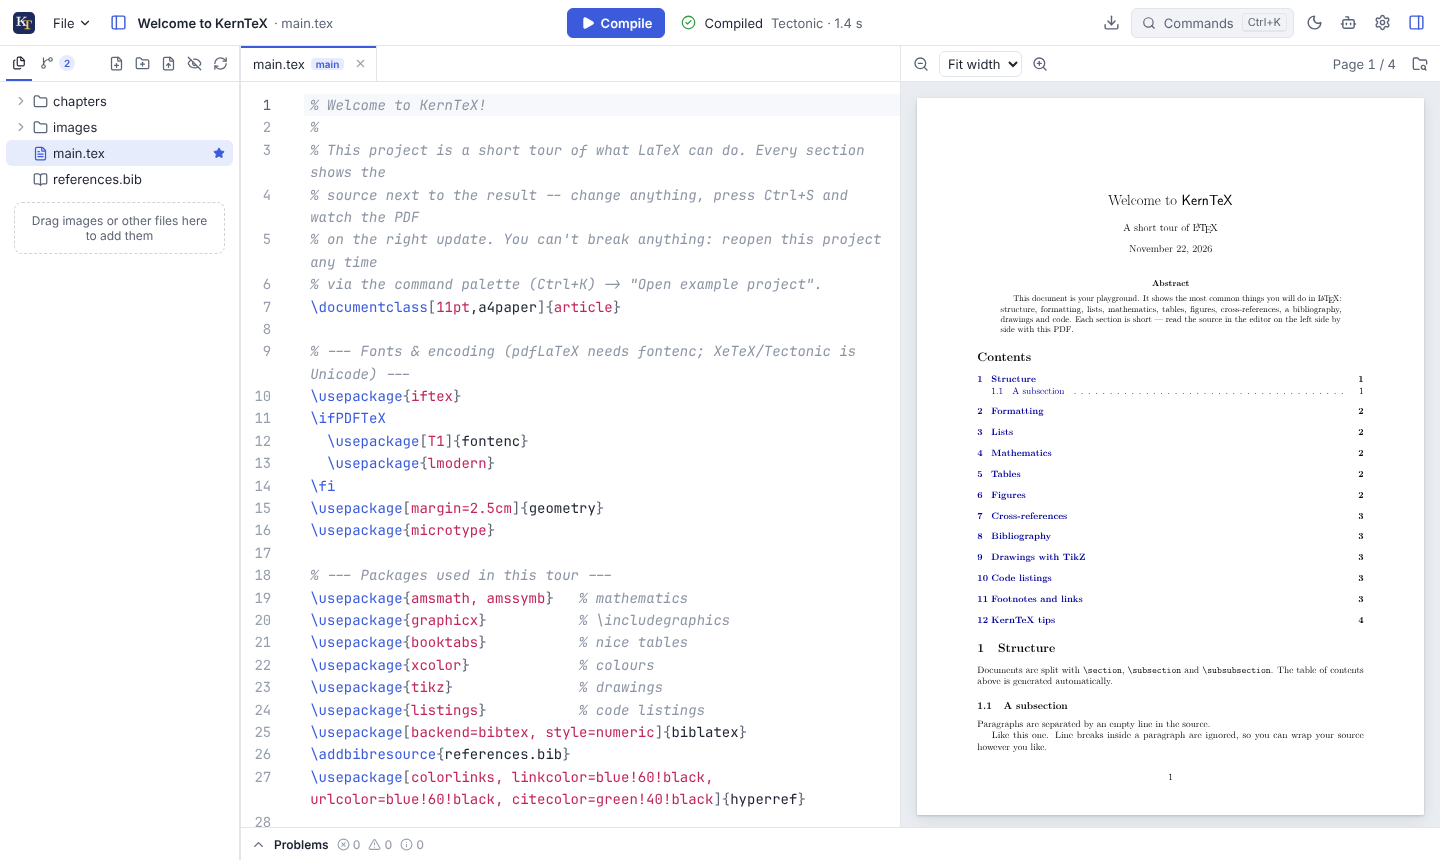 KT File Welcome to KernTeX · main.tex Compile Compiled Tectonic · 1.4 s Commands Ctrl+K
2
main.tex main ×
Fit width Page 1 / 4
chapters
images
main.tex
references.bib
Drag images or other files here
to add them
1 % Welcome to KernTeX!
2 %
3 % This project is a short tour of what LaTeX can do. Every section
shows the
4 % source next to the result -- change anything, press Ctrl+S and
watch the PDF
5 % on the right update. You can't break anything: reopen this project
any time
6 % via the command palette (Ctrl+K) -> "Open example project".
7 \documentclass[11pt,a4paper]{article}
8
9 % --- Fonts & encoding (pdfLaTeX needs fontenc; XeTeX/Tectonic is
Unicode) ---
10 \usepackage{iftex}
11 \ifPDFTeX
12 \usepackage[T1]{fontenc}
13 \usepackage{lmodern}
14 \fi
15 \usepackage[margin=2.5cm]{geometry}
16 \usepackage{microtype}
17
18 % --- Packages used in this tour ---
19 \usepackage{amsmath, amssymb} % mathematics
20 \usepackage{graphicx} % \includegraphics
21 \usepackage{booktabs} % nice tables
22 \usepackage{xcolor} % colours
23 \usepackage{tikz} % drawings
24 \usepackage{listings} % code listings
25 \usepackage[backend=bibtex, style=numeric]{biblatex}
26 \addbibresource{references.bib}
27 \usepackage[colorlinks, linkcolor=blue!60!black,
urlcolor=blue!60!black, citecolor=green!40!black]{hyperref}
28
Welcome to KernTeX
A short tour of LaTeX
November 22, 2026
Abstract
This document is your playground. It shows the most common things you will do in LaTeX:
structure, formatting, lists, mathematics, tables, figures, cross-references, a bibliography,
drawings and code. Each section is short — read the source in the editor on the left side by
side with this PDF.
Contents
1 Structure 1
1.1 A subsection . . . . . . . . . . . . . . . . . . . . . . . . . . . . . . . . . . . . . . 1
2 Formatting 2
3 Lists 2
4 Mathematics 2
5 Tables 2
6 Figures 2
7 Cross-references 3
8 Bibliography 3
9 Drawings with TikZ 3
10 Code listings 3
11 Footnotes and links 3
12 KernTeX tips 4
1 Structure
Documents are split with \section, \subsection and \subsubsection. The table of contents
above is generated automatically.
1.1 A subsection
Paragraphs are separated by an empty line in the source.
Like this one. Line breaks inside a paragraph are ignored, so you can wrap your source
however you like.
1
Problems 0 0 0